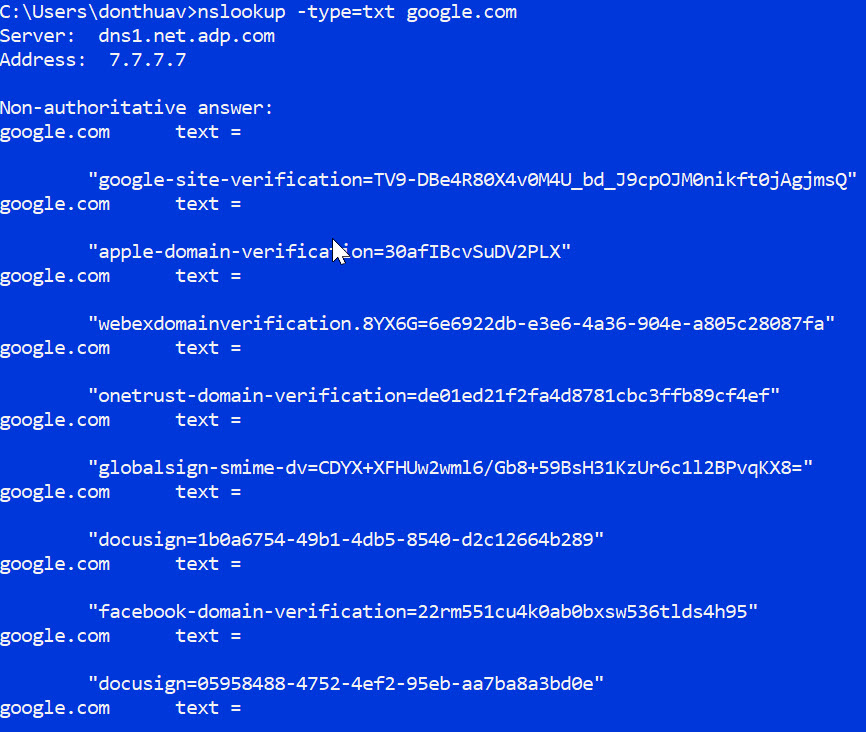 C:\Users\donthuav>nslookup -type=txt google.com
Server:  dns1.net.adp.com
Address:  7.7.7.7

Non-authoritative answer:
google.com      text =

        "google-site-verification=TV9-DBe4R80X4v0M4U_bd_J9cpOJM0nikft0jAgjmsQ"
google.com      text =

        "apple-domain-verification=30afIBcvSuDV2PLX"
google.com      text =

        "webexdomainverification.8YX6G=6e6922db-e3e6-4a36-904e-a805c28087fa"
google.com      text =

        "onetrust-domain-verification=de01ed21f2fa4d8781cbc3ffb89cf4ef"
google.com      text =

        "globalsign-smime-dv=CDYX+XFHUw2wml6/Gb8+59BsH31KzUr6c1l2BPvqKX8="
google.com      text =

        "docusign=1b0a6754-49b1-4db5-8540-d2c12664b289"
google.com      text =

        "facebook-domain-verification=22rm551cu4k0ab0bxsw536tlds4h95"
google.com      text =

        "docusign=05958488-4752-4ef2-95eb-aa7ba8a3bd0e"
google.com      text =